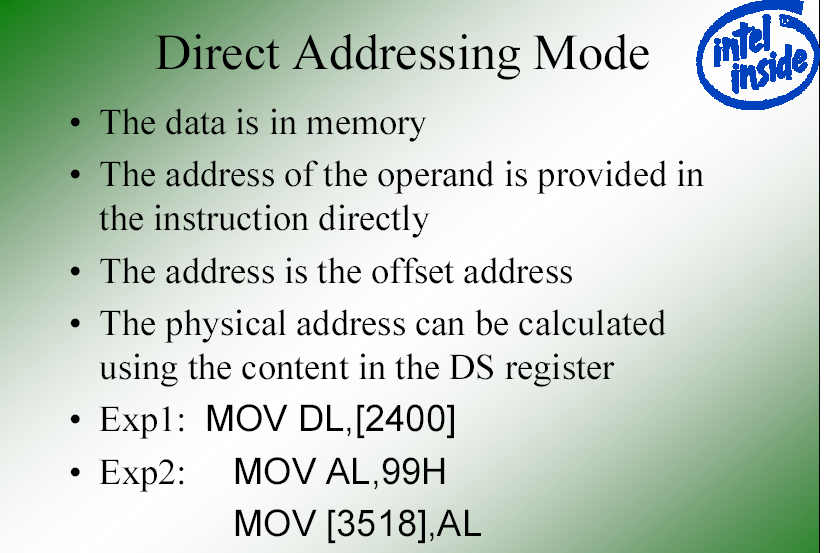 Direct Addressing Mode
intel
inside
• The data is in memory
• The address of the operand is provided in
the instruction directly
• The address is the offset address
• The physical address can be calculated
using the content in the DS register
• Exp1: MOV DL,[2400]
• Exp2: MOV AL,99H
MOV [3518],AL